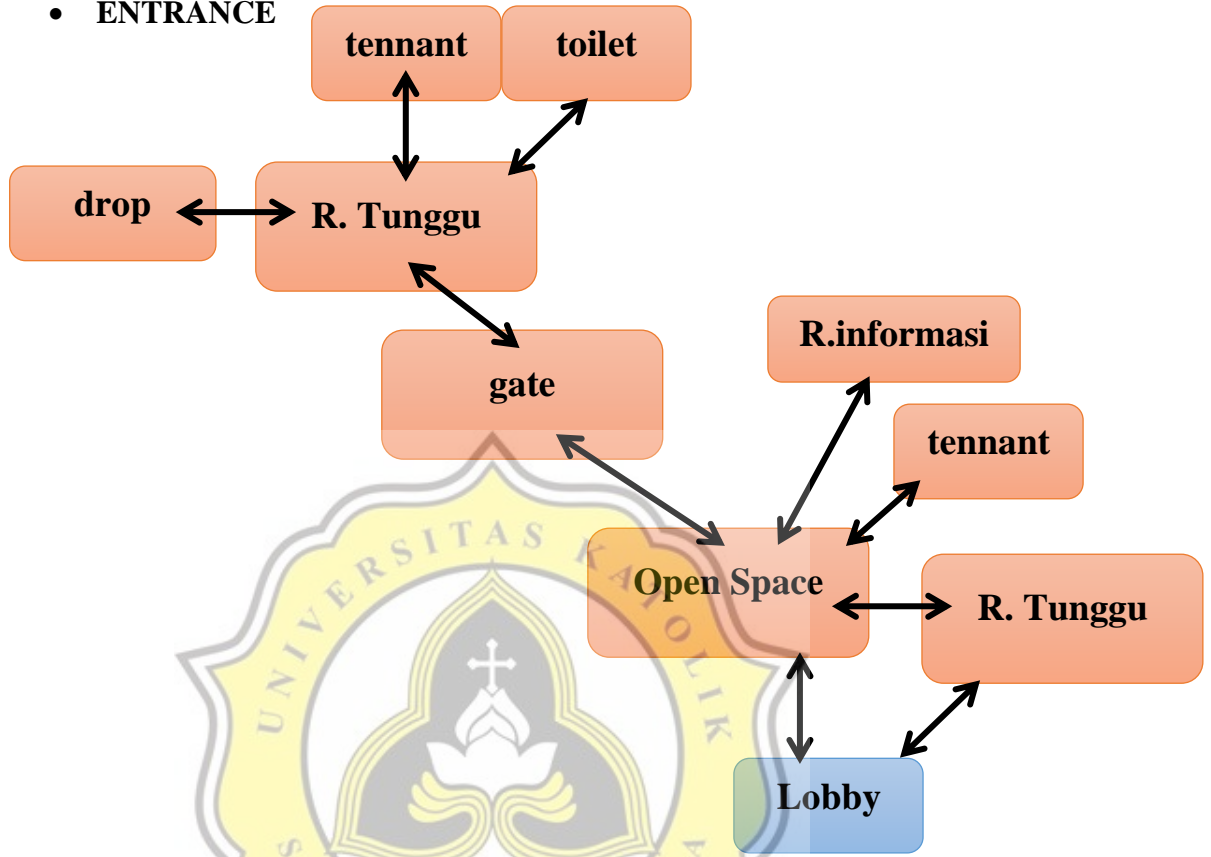 • ENTRANCE
tennant
toilet
drop
R. Tunggu
gate
R.informasi
tennant
Open Space
R. Tunggu
Lobby
UNIVERSITAS KATOLIK